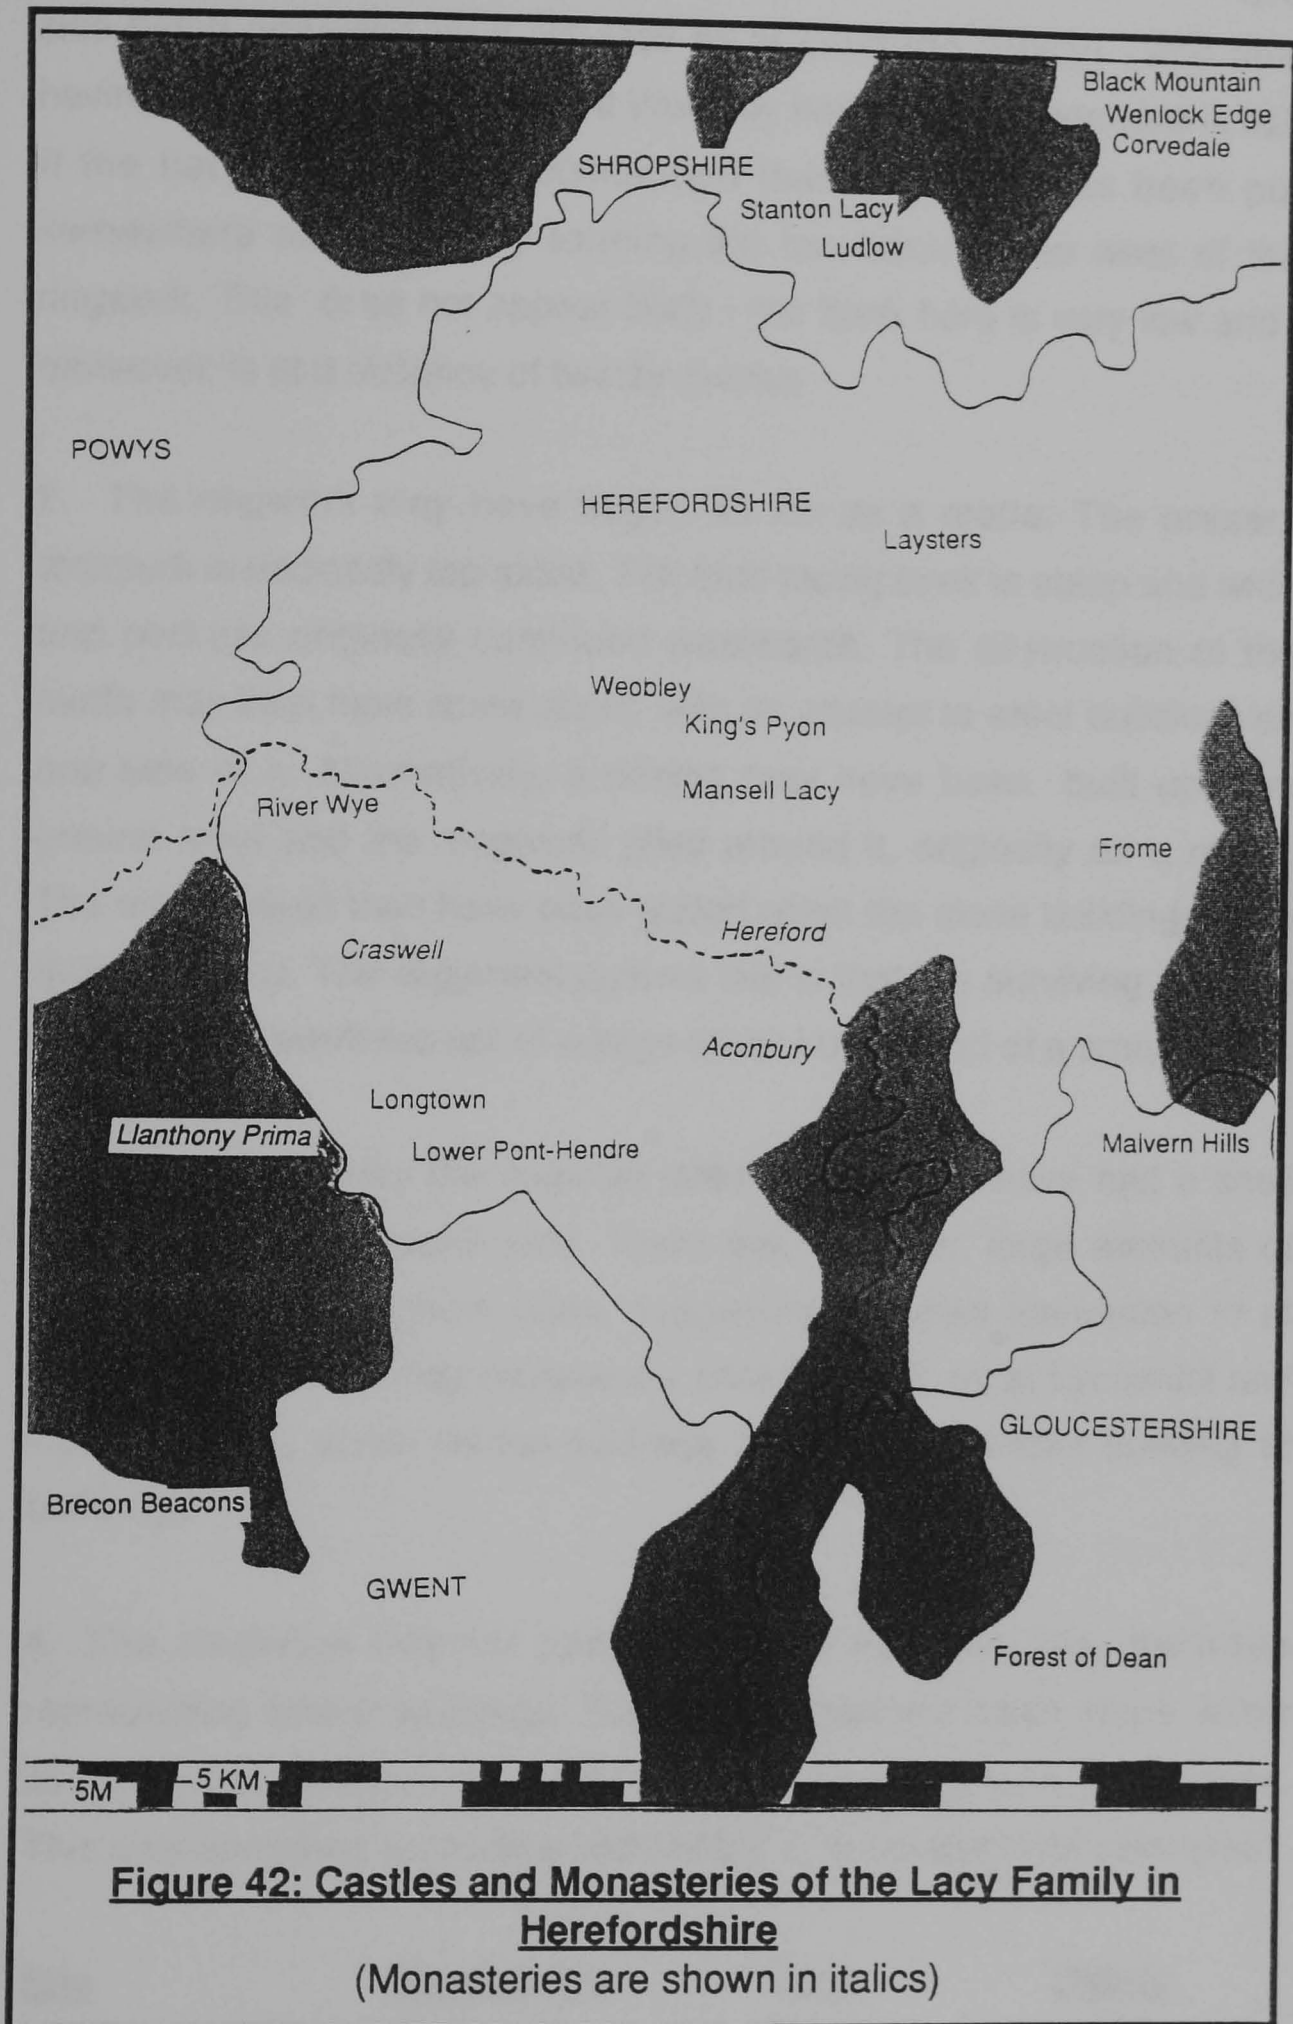 Black Mountain
Wenlock Edge
Corvedale
SHROPSHIRE
Stanton Lacy
Ludlow
POWYS
HEREFORDSHIRE
Laysters
Weobley
King's Pyon
Mansell Lacy
River Wye
Frome
Hereford
Craswell
Aconbury
Longtown
Llanthony Prima
Lower Pont-Hendre
Malvern Hills
GLOUCESTERSHIRE
Brecon Beacons
GWENT
Forest of Dean
5 KM
5M
Figure 42: Castles and Monasteries of the Lacy Family in
Herefordshire
(Monasteries are shown in italics)